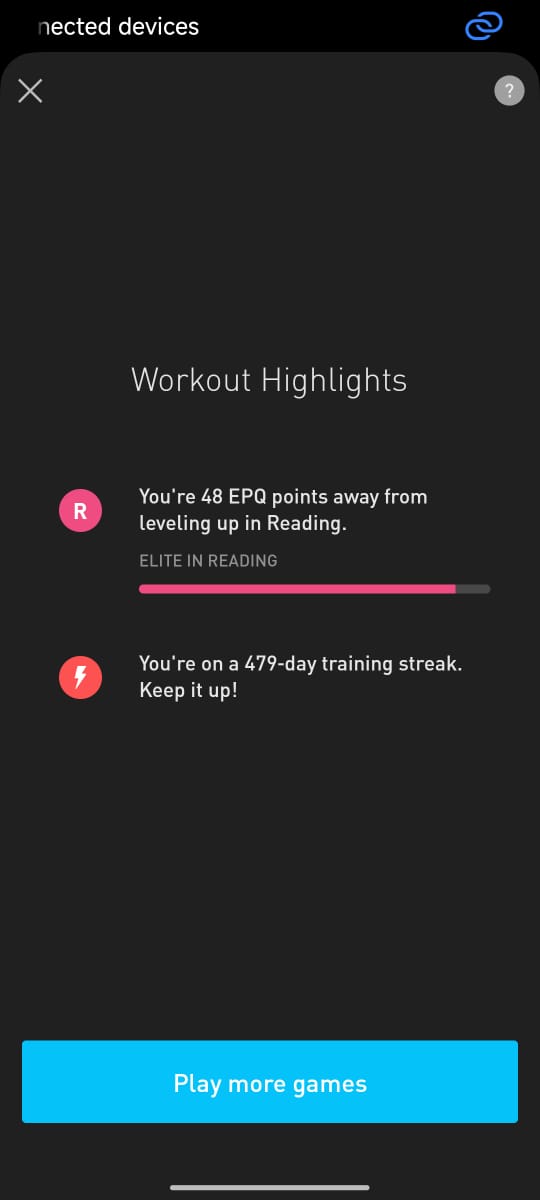 nected devices
?
Workout Highlights
R
You're 48 EPQ points away from
leveling up in Reading.
ELITE IN READING
You're on a 479-day training streak.
Keep it up!
Play more games